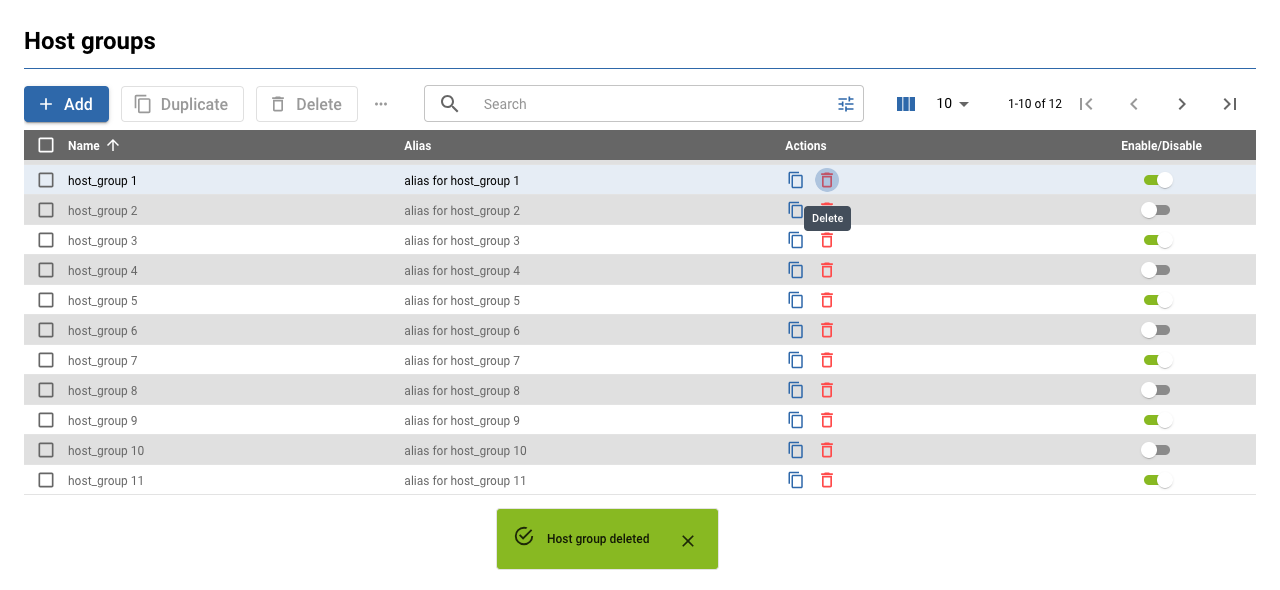 Host groups
Add Duplicate Delete Search 10 1-10 of 12
Name Alias Actions Enable/Disable
host_group 1 alias for host_group 1
host_group 2 alias for host_group 2
Delete
host_group 3 alias for host_group 3
host_group 4 alias for host_group 4
host_group 5 alias for host_group 5
host_group 6 alias for host_group 6
host_group 7 alias for host_group 7
host_group 8 alias for host_group 8
host_group 9 alias for host_group 9
host_group 10 alias for host_group 10
host_group 11 alias for host_group 11
Host group deleted